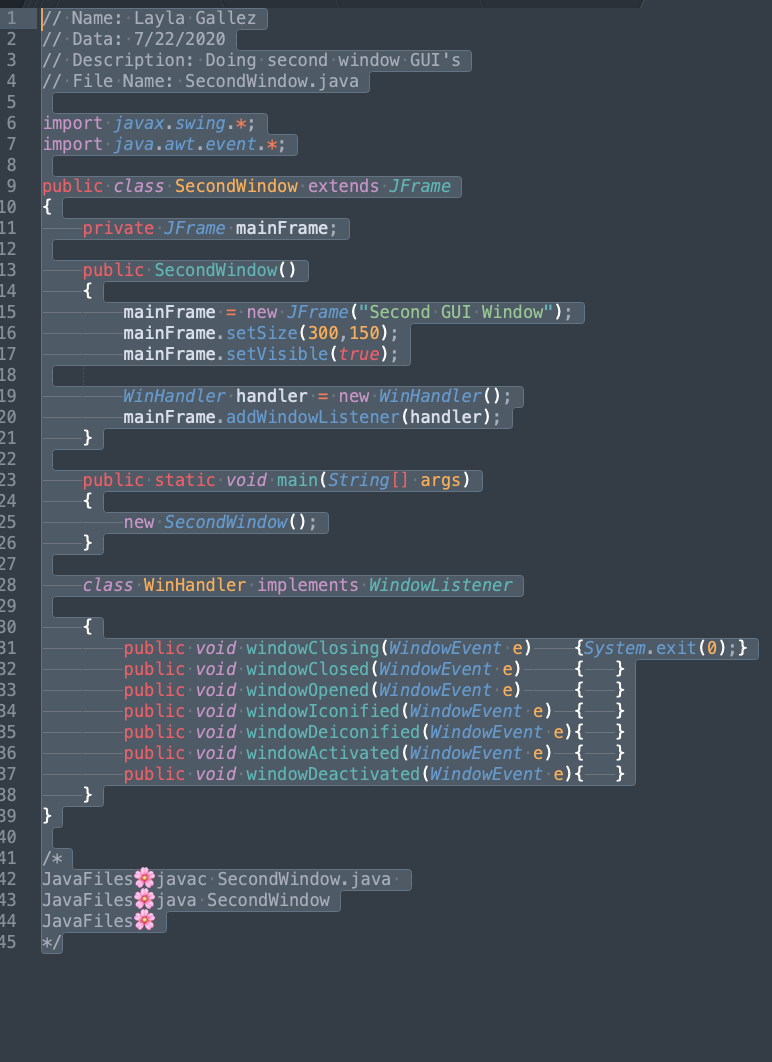 1 // Name: Layla Gallez
2 // Data: 7/22/2020
3 // Description: Doing second window GUI's
4 // File Name: SecondWindow.java
5
6 import javax.swing.*;
7 import java.awt.event.*;
8
9 public class SecondWindow extends JFrame
10 {
11     private JFrame mainFrame;
12
13     public SecondWindow()
14     {
15         mainFrame = new JFrame("Second GUI Window");
16         mainFrame.setSize(300,150);
17         mainFrame.setVisible(true);
18
19         WinHandler handler = new WinHandler();
20         mainFrame.addWindowListener(handler);
21     }
22
23     public static void main(String[] args)
24     {
25         new SecondWindow();
26     }
27
28     class WinHandler implements WindowListener
29
30     {
31         public void windowClosing(WindowEvent e)    {System.exit(0);}
32         public void windowClosed(WindowEvent e)     {   }
33         public void windowOpened(WindowEvent e)     {   }
34         public void windowIconified(WindowEvent e)  {   }
35         public void windowDeiconified(WindowEvent e){   }
36         public void windowActivated(WindowEvent e)  {   }
37         public void windowDeactivated(WindowEvent e){   }
38     }
39 }
40
41 /*
42 JavaFiles🌸javac SecondWindow.java
43 JavaFiles🌸java SecondWindow
44 JavaFiles🌸
45 */